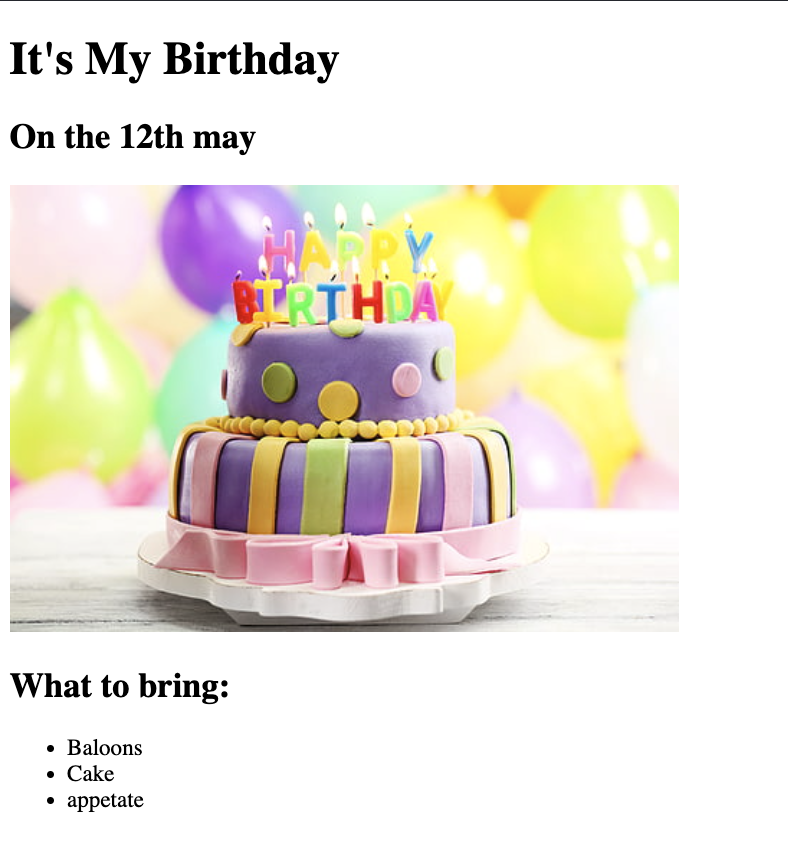 It's My Birthday
On the 12th may
HAPPY
BIRTHDAY
What to bring:
Baloons
Cake
appetate